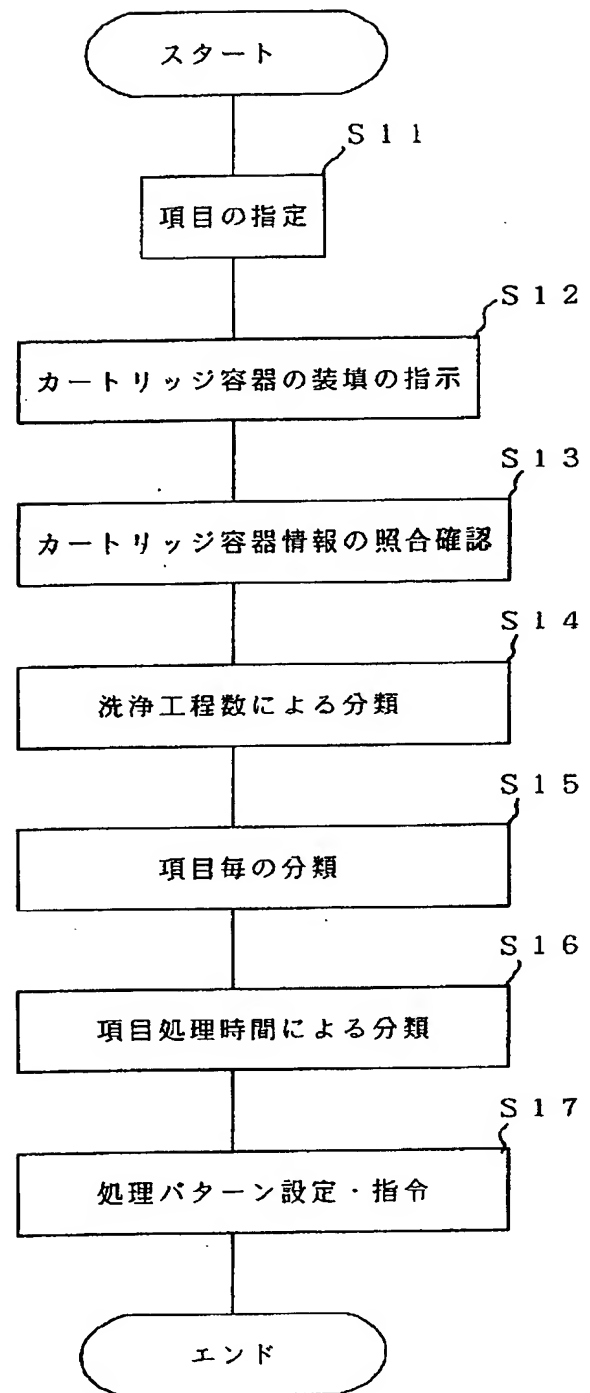 スタート
S11
項目の指定
S12
カートリッジ容器の装填の指示
S13
カートリッジ容器情報の照合確認
S14
洗浄工程数による分類
S15
項目毎の分類
S16
項目処理時間による分類
S17
処理パターン設定・指令
エンド